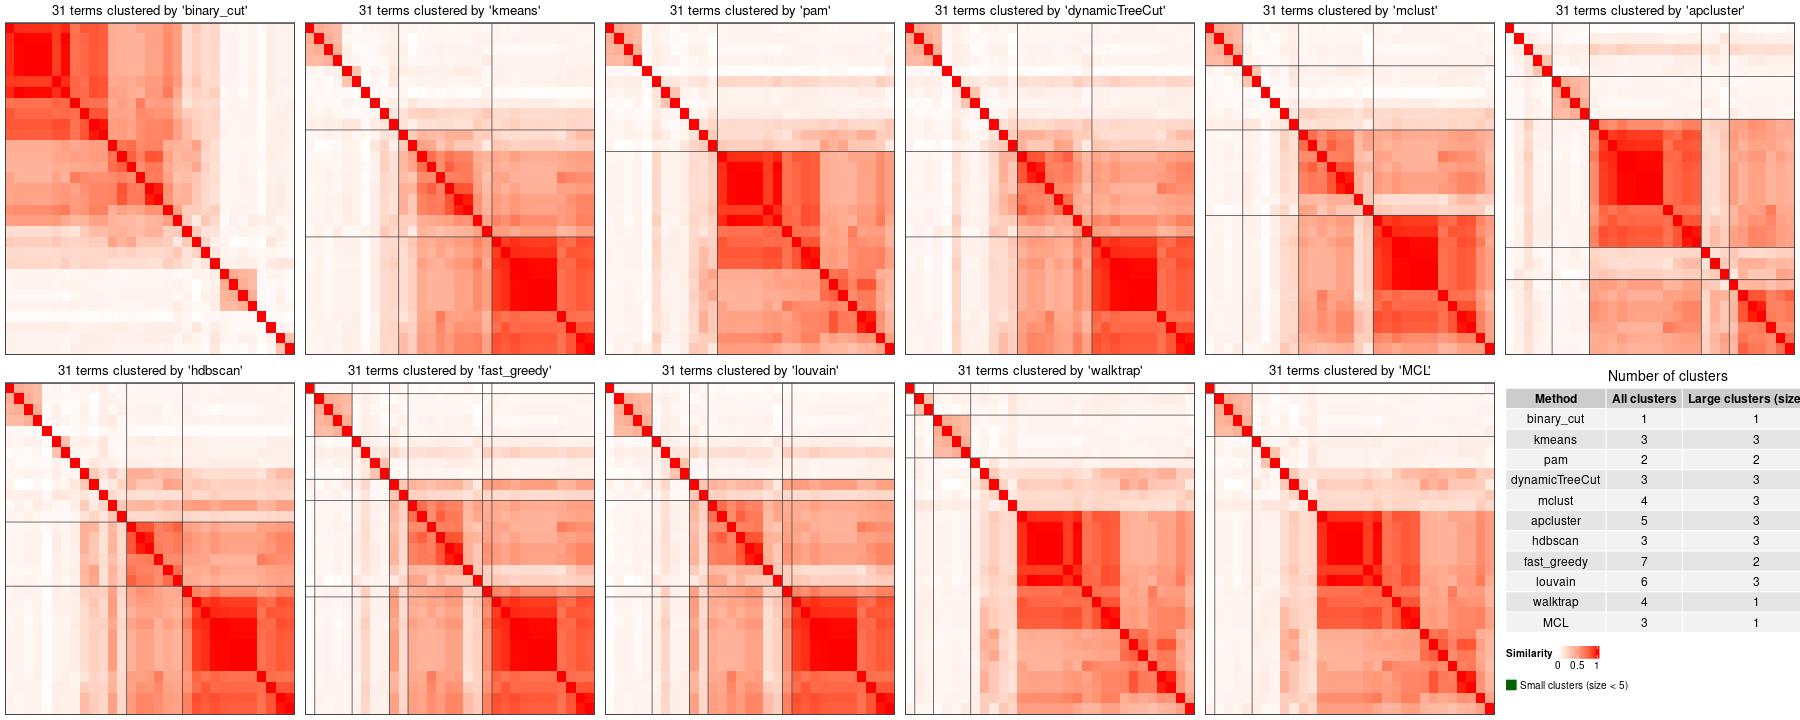 31 terms clustered by 'binary_cut'
31 terms clustered by 'kmeans'
31 terms clustered by 'pam'
31 terms clustered by 'dynamicTreeCut'
31 terms clustered by 'mclust'
31 terms clustered by 'apcluster'
31 terms clustered by 'hdbscan'
31 terms clustered by 'fast_greedy'
31 terms clustered by 'louvain'
31 terms clustered by 'walktrap'
31 terms clustered by 'MCL'
Number of clusters
Method All clusters Large clusters (size
binary_cut 1 1
kmeans 3 3
pam 2 2
dynamicTreeCut 3 3
mclust 4 3
apcluster 5 3
hdbscan 3 3
fast_greedy 7 2
louvain 6 3
walktrap 4 1
MCL 3 1
Similarity
0 0.5 1
Small clusters (size < 5)